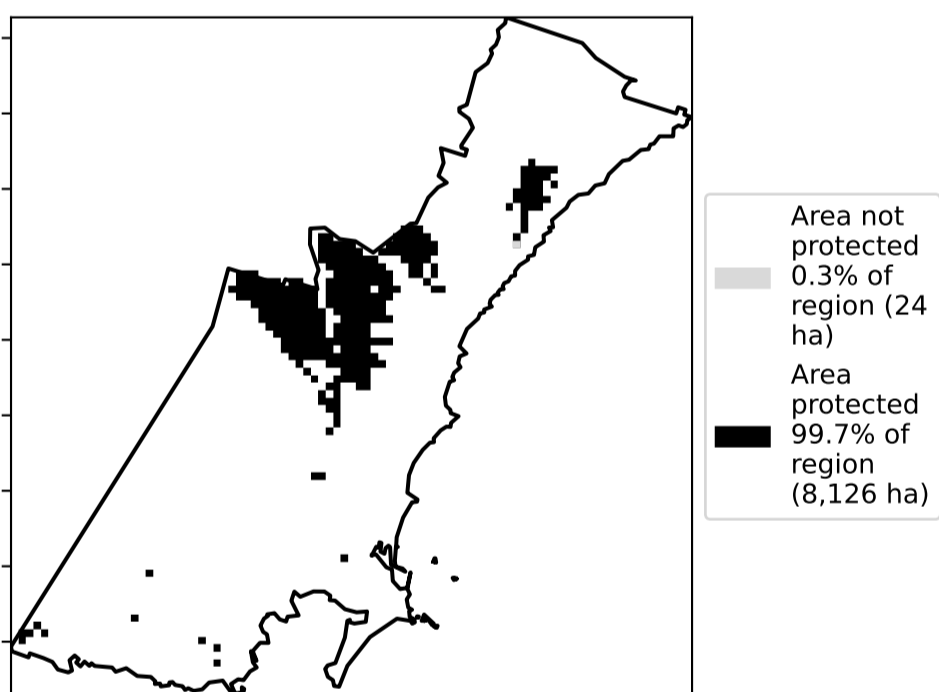 Area not
protected
0.3% of
region (24
ha)
Area
protected
99.7% of
region
(8,126 ha)